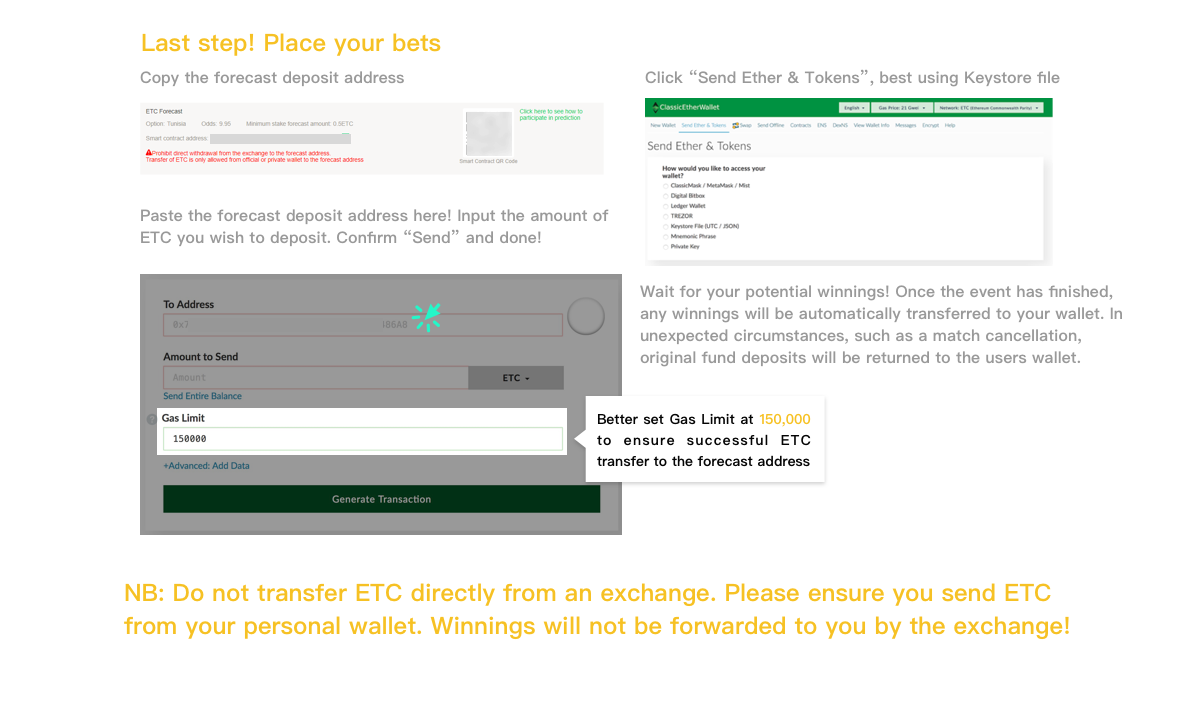 Last step! Place your bets
Copy the forecast deposit address
ETC Forecast
Option: Tunisia Odds: 9.95 Minimum stake forecast amount: 0.5ETC
Smart contract address:
Prohibit direct withdrawal from the exchange to the forecast address.
Transfer of ETC is only allowed from official or private wallet to the forecast address
Click here to see how to
participate in prediction
Smart Contract QR Code
Paste the forecast deposit address here! Input the amount of
ETC you wish to deposit. Confirm “Send” and done!
To Address
0x7 186A0
Amount to Send
Amount
ETC
Send Entire Balance
Gas Limit
150000
+Advanced: Add Data
Generate Transaction
Better set Gas Limit at 150,000
to ensure successful ETC
transfer to the forecast address
Click “Send Ether & Tokens”, best using Keystore file
ClassicEtherWallet
English Gas Price: 21 Gwei Network: ETC (Ethereum Commonwealth Parity)
New Wallet Send Ether & Tokens Swap Send Offline Contracts ENS DexNS View Wallet Info Messages Encrypt Help
Send Ether & Tokens
How would you like to access your
wallet?
ClassicMask / MetaMask / Mist
Digital Bitbox
Ledger Wallet
TREZOR
Keystore File (UTC / JSON)
Mnemonic Phrase
Private Key
Wait for your potential winnings! Once the event has finished,
any winnings will be automatically transferred to your wallet. In
unexpected circumstances, such as a match cancellation,
original fund deposits will be returned to the users wallet.
NB: Do not transfer ETC directly from an exchange. Please ensure you send ETC
from your personal wallet. Winnings will not be forwarded to you by the exchange!